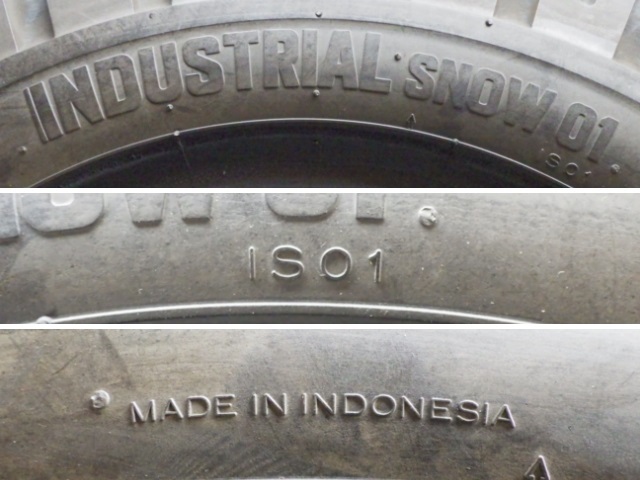 INDUSTRIAL SNOW 01
IS01
IS01
MADE IN INDONESIA